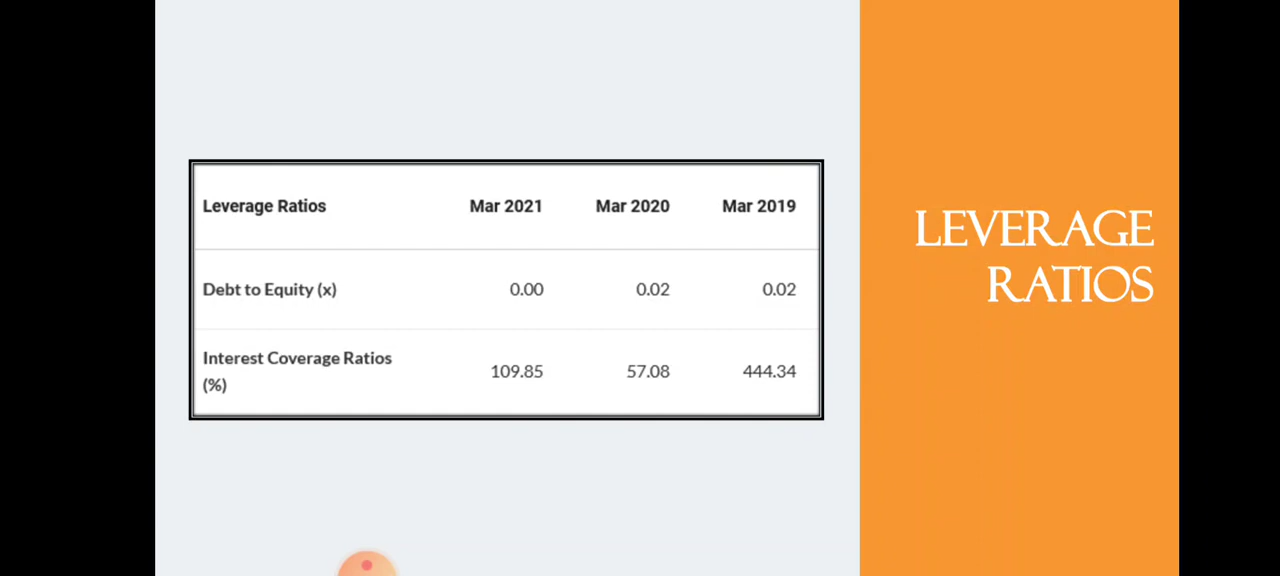 Leverage Ratios Mar 2021 Mar 2020 Mar 2019
Debt to Equity (x) 0.00 0.02 0.02
Interest Coverage Ratios
(%) 109.85 57.08 444.34
LEVERAGE
RATIOS